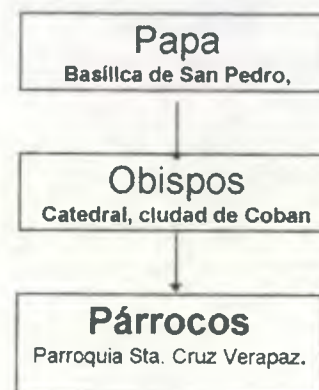 Papa
Basílica de San Pedro,
Obispos
Catedral, ciudad de Coban
Párrocos
Parroquia Sta. Cruz Verapaz.